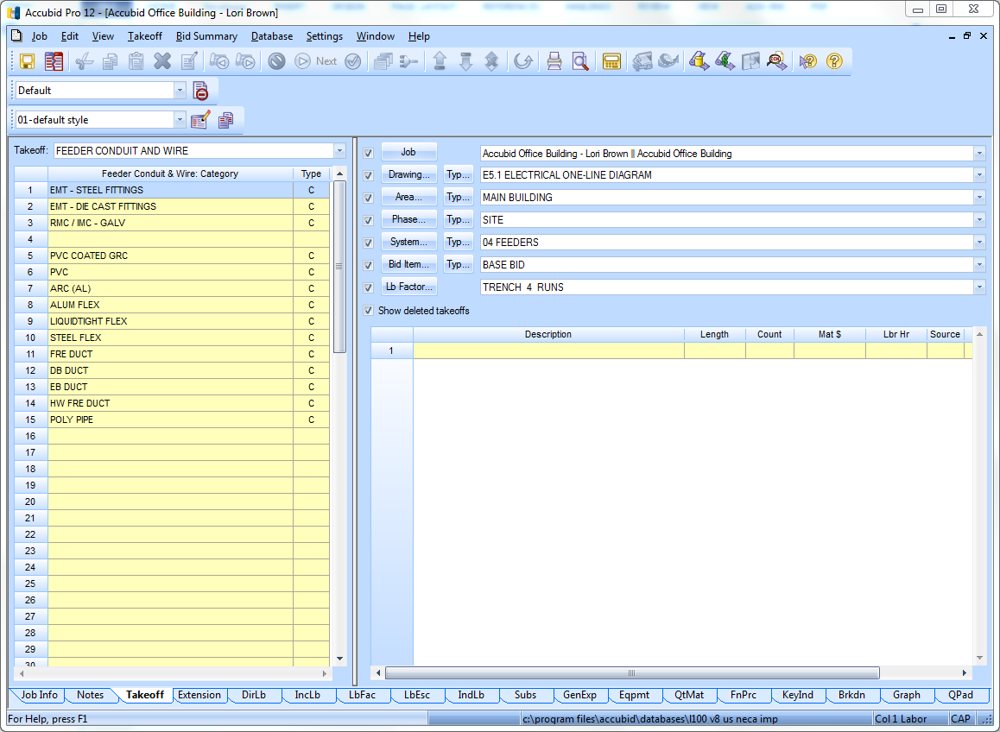 Accubid Pro 12 - [Accubid Office Building - Lori Brown]
Job Edit View Takeoff Bid Summary Database Settings Window Help
Next
Default
01-default style
Takeoff: FEEDER CONDUIT AND WIRE
Feeder Conduit & Wire: Category Type
1 EMT - STEEL FITTINGS C
2 EMT - DIE CAST FITTINGS C
3 RMC / IMC - GALV C
4
5 PVC COATED GRC C
6 PVC C
7 ARC (AL) C
8 ALUM FLEX C
9 LIQUIDTIGHT FLEX C
10 STEEL FLEX C
11 FRE DUCT C
12 DB DUCT C
13 EB DUCT C
14 HW FRE DUCT C
15 POLY PIPE C
16
17
18
19
20
21
22
23
24
25
26
27
28
29
30
Job Accubid Office Building - Lori Brown || Accubid Office Building
Drawing... Typ... E5.1 ELECTRICAL ONE-LINE DIAGRAM
Area... Typ... MAIN BUILDING
Phase... Typ... SITE
System... Typ... 04 FEEDERS
Bid Item... Typ... BASE BID
Lb Factor... TRENCH 4 RUNS
Show deleted takeoffs
Description Length Count Mat $ Lbr Hr Source
1
Job Info Notes Takeoff Extension DirLb IncLb LbFac LbEsc IndLb Subs GenExp Eqpmt QtMat FnPrc KeyInd Brkdn Graph QPad
For Help, press F1 c:\program files\accubid\databases\l100 v8 us neca imp Col 1 Labor CAP